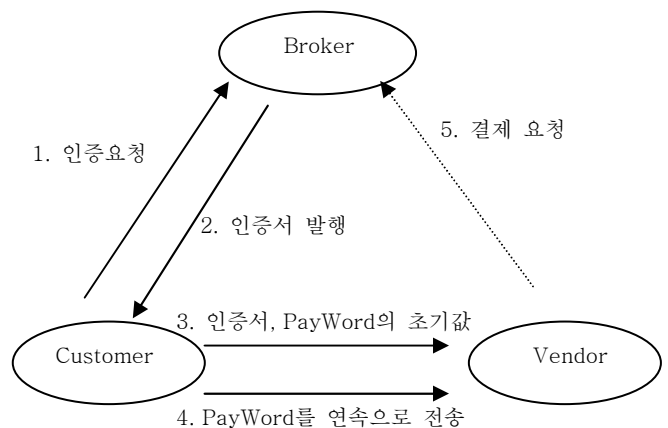 Broker
5. 결제 요청
1. 인증요청
2. 인증서 발행
3. 인증서, PayWord의 초기값
Customer
Vendor
4. PayWord를 연속으로 전송